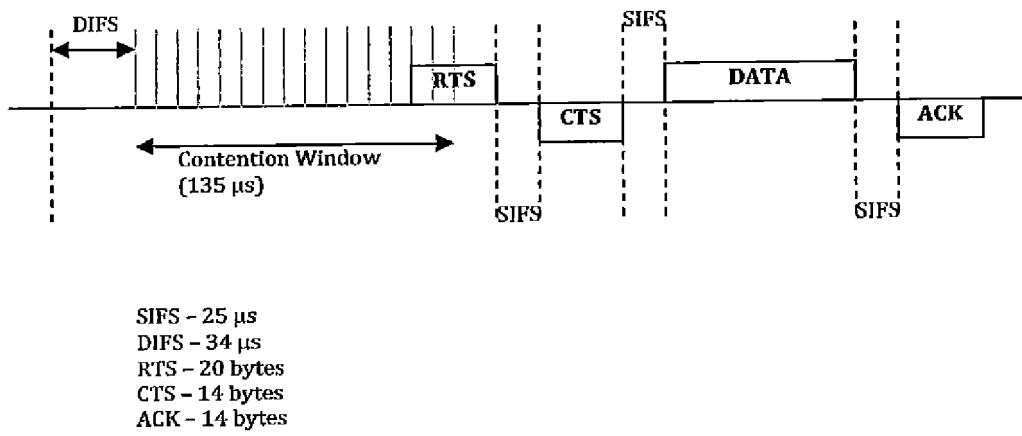 DIFS
SIFS
RTS
DATA
CTS
ACK
Contention Window
(135 µs)
SIFS
SIFS
SIFS – 25 µs
DIFS – 34 µs
RTS – 20 bytes
CTS – 14 bytes
ACK – 14 bytes